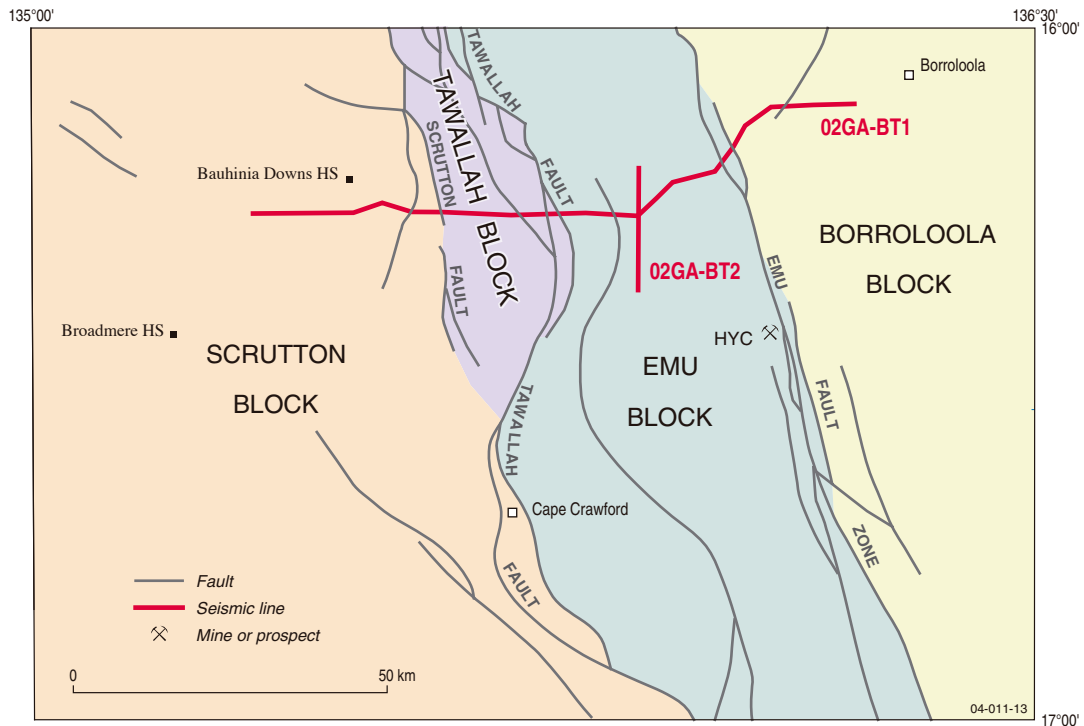 135°00'
136°30'
16°00'
Borroloola
02GA-BT1
TAWALLAH
TAWALLAH BLOCK
SCRUTTON
FAULT
Bauhinia Downs HS
BORROLOOLA
BLOCK
02GA-BT2
EMU
FAULT
HYC
Broadmere HS
SCRUTTON
BLOCK
EMU
BLOCK
TAWALLAH
FAULT
Cape Crawford
ZONE
FAULT
Fault
Seismic line
Mine or prospect
0
50 km
04-011-13
17°00'